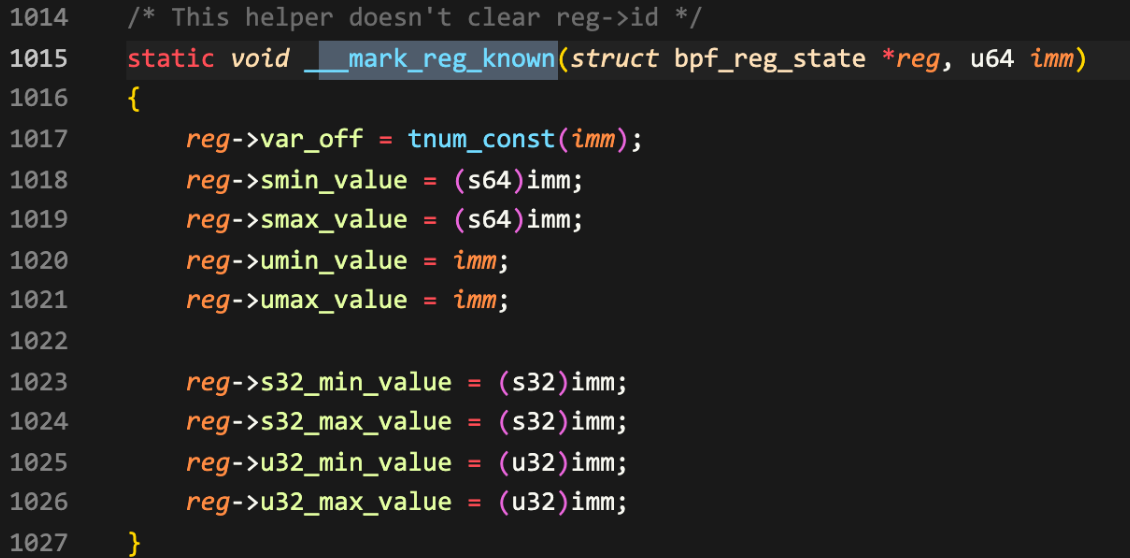 1014 /* This helper doesn't clear reg->id */
1015 static void ___mark_reg_known(struct bpf_reg_state *reg, u64 imm)
1016 {
1017 reg->var_off = tnum_const(imm);
1018 reg->smin_value = (s64)imm;
1019 reg->smax_value = (s64)imm;
1020 reg->umin_value = imm;
1021 reg->umax_value = imm;
1022
1023 reg->s32_min_value = (s32)imm;
1024 reg->s32_max_value = (s32)imm;
1025 reg->u32_min_value = (u32)imm;
1026 reg->u32_max_value = (u32)imm;
1027 }